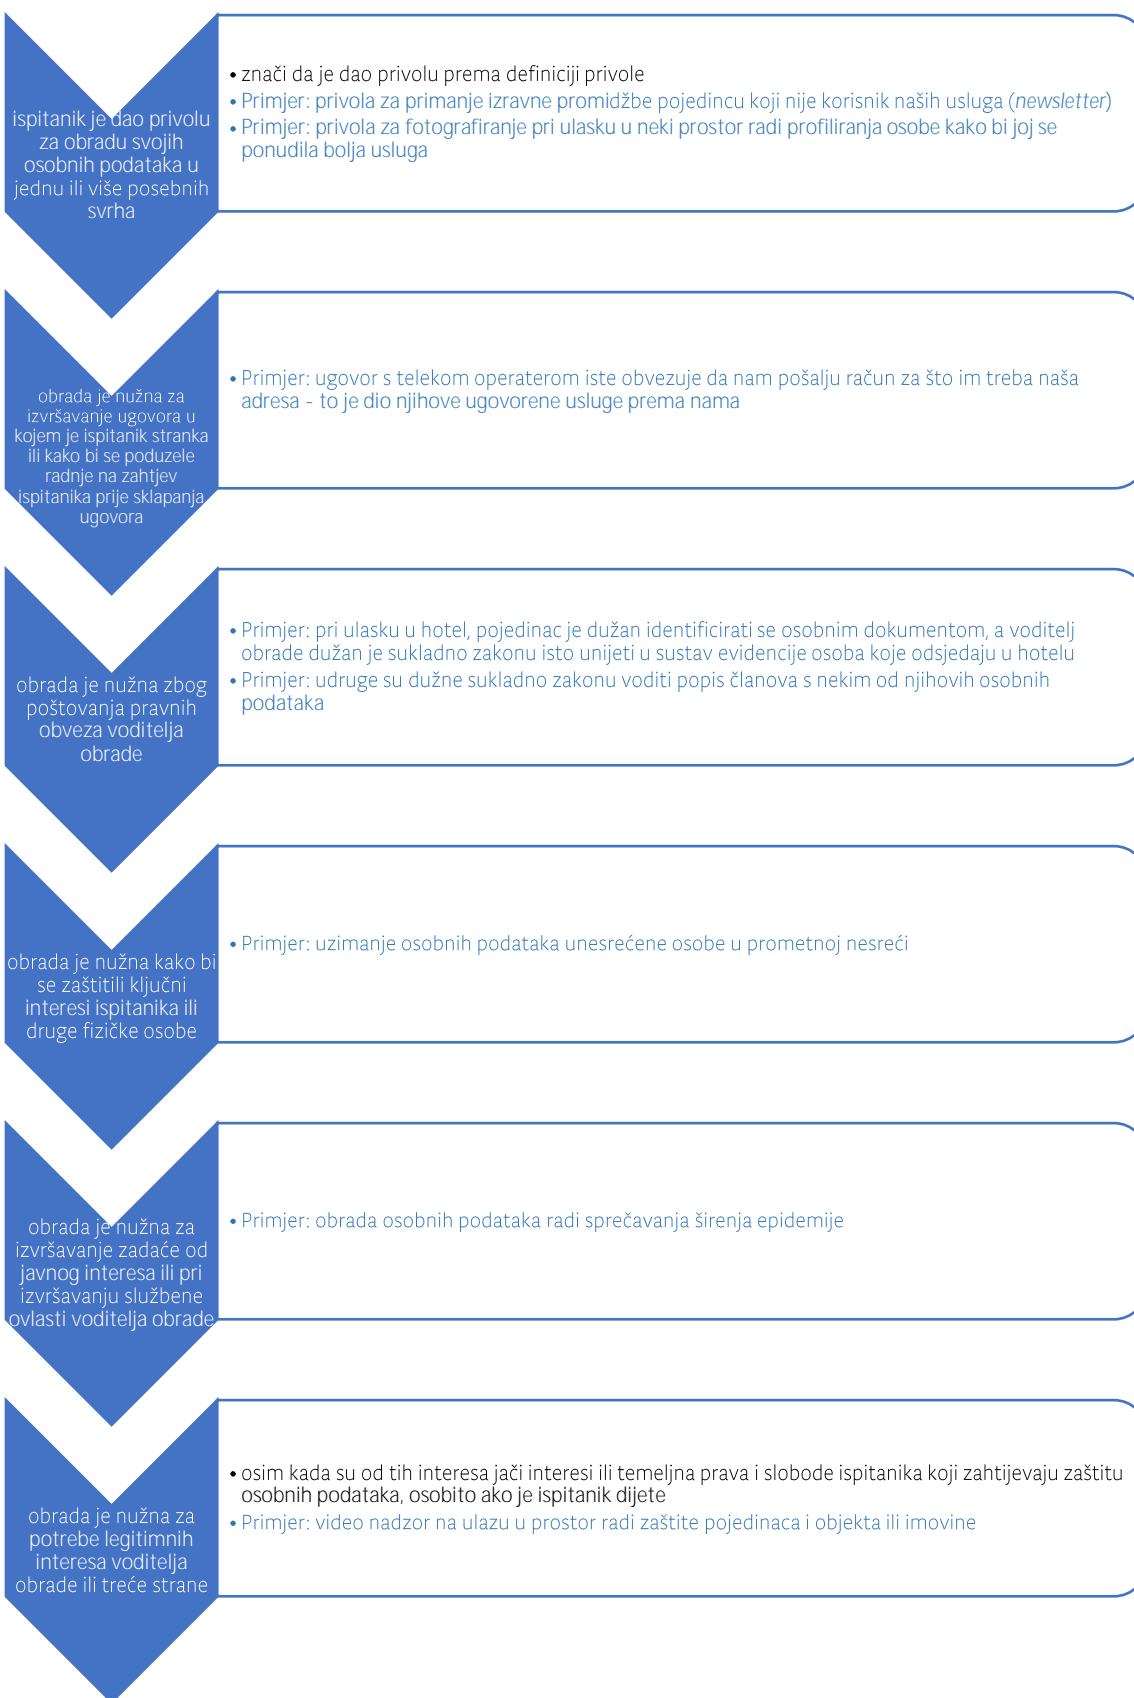 ispitanik je dao privolu
za obradu svojih
osobnih podataka u
jednu ili više posebnih
svrha
• znači da je dao privolu prema definiciji privole
• Primjer: privola za primanje izravne promidžbe pojedincu koji nije korisnik naših usluga (newsletter)
• Primjer: privola za fotografiranje pri ulasku u neki prostor radi profiliranja osobe kako bi joj se
ponudila bolja usluga
obrada je nužna za
izvršavanje ugovora u
kojem je ispitanik stranka
ili kako bi se poduzele
radnje na zahtjev
ispitanika prije sklapanja
ugovora
• Primjer: ugovor s telekom operaterom iste obvezuje da nam pošalju račun za što im treba naša
adresa - to je dio njihove ugovorene usluge prema nama
obrada je nužna zbog
poštovanja pravnih
obveza voditelja
obrade
• Primjer: pri ulasku u hotel, pojedinac je dužan identificirati se osobnim dokumentom, a voditelj
obrade dužan je sukladno zakonu isto unijeti u sustav evidencije osoba koje odsjedaju u hotelu
• Primjer: udruge su dužne sukladno zakonu voditi popis članova s nekim od njihovih osobnih
podataka
obrada je nužna kako bi
se zaštitili ključni
interesi ispitanika ili
druge fizičke osobe
• Primjer: uzimanje osobnih podataka unesrećene osobe u prometnoj nesreći
obrada je nužna za
izvršavanje zadaće od
javnog interesa ili pri
izvršavanju službene
ovlasti voditelja obrade
• Primjer: obrada osobnih podataka radi sprečavanja širenja epidemije
obrada je nužna za
potrebe legitimnih
interesa voditelja
obrade ili treće strane
• osim kada su od tih interesa jači interesi ili temeljna prava i slobode ispitanika koji zahtijevaju zaštitu
osobnih podataka, osobito ako je ispitanik dijete
• Primjer: video nadzor na ulazu u prostor radi zaštite pojedinaca i objekta ili imovine